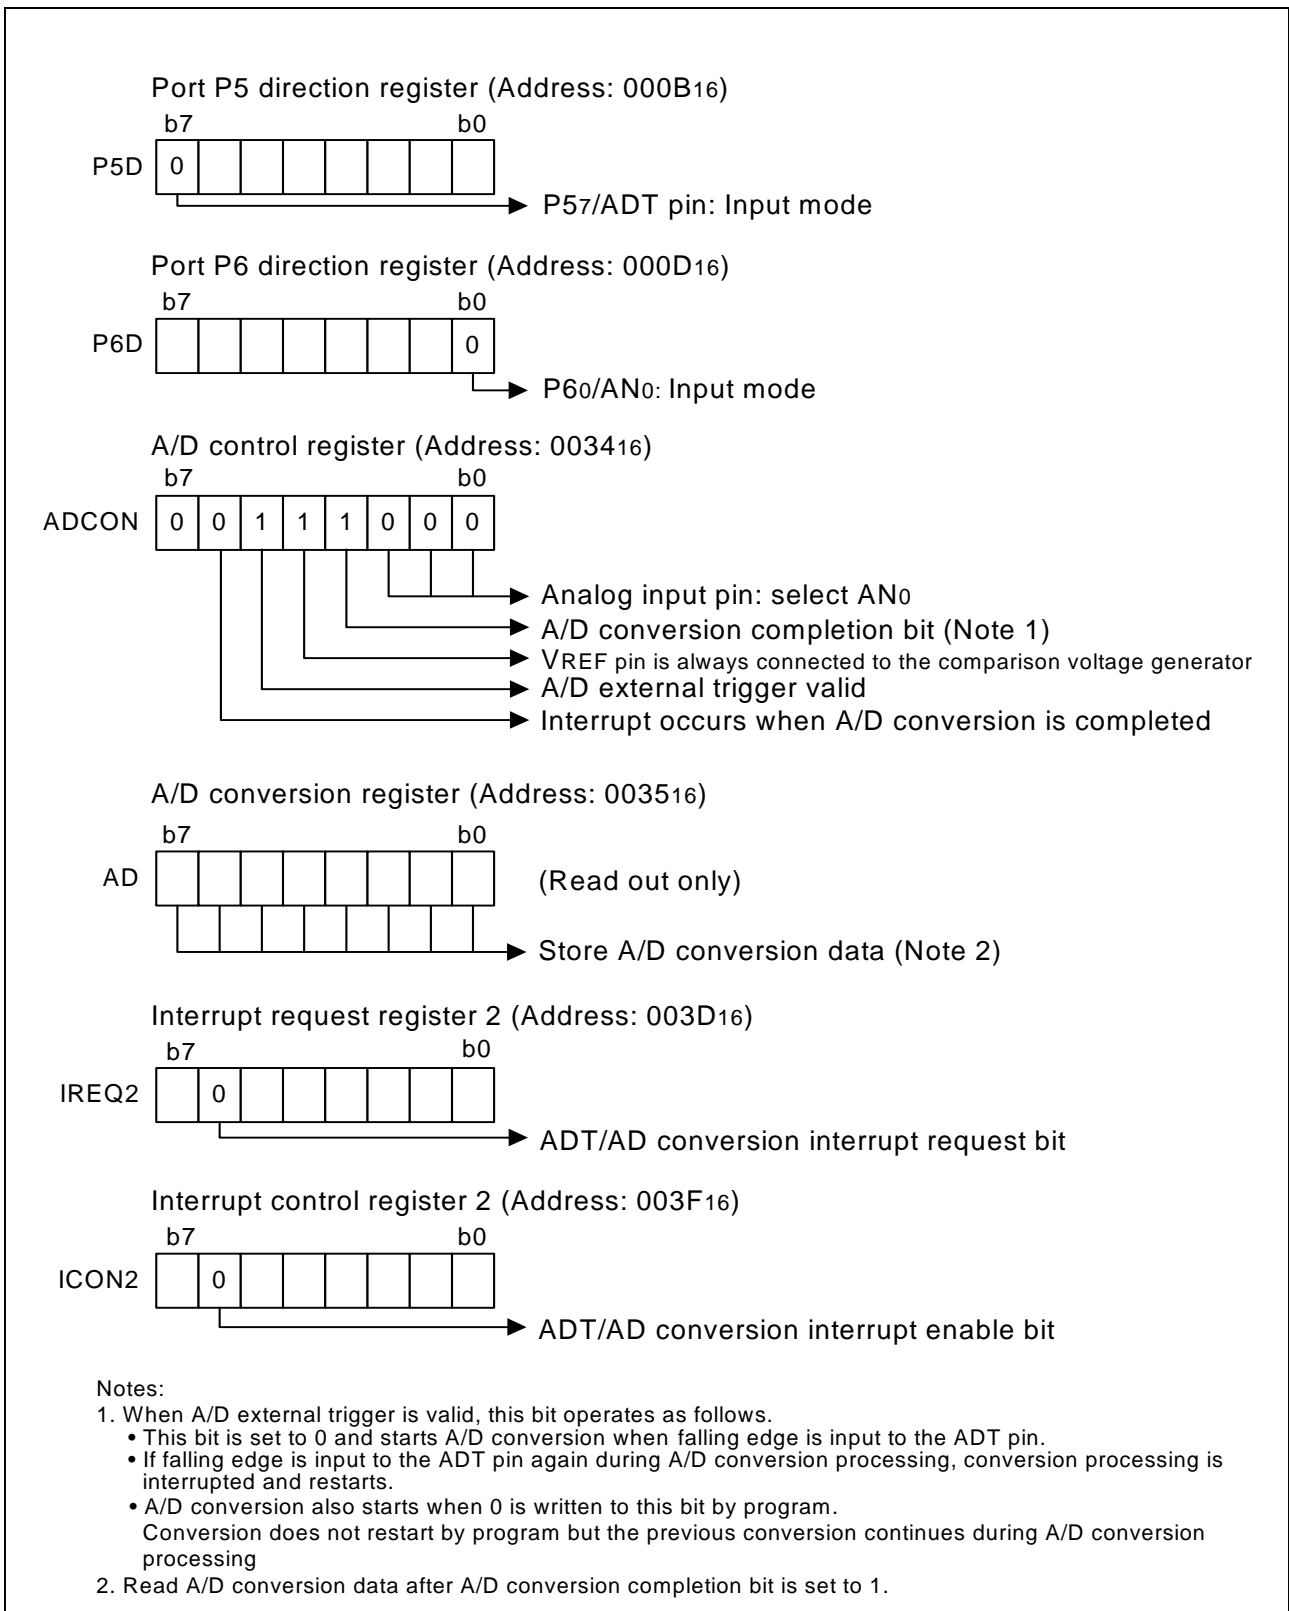 Port P5 direction register (Address: 000B16)
b7 b0
P5D 0
P57/ADT pin: Input mode
Port P6 direction register (Address: 000D16)
b7 b0
P6D 0
P60/AN0: Input mode
A/D control register (Address: 003416)
b7 b0
ADCON 0 0 1 1 1 0 0 0
Analog input pin: select AN0
A/D conversion completion bit (Note 1)
VREF pin is always connected to the comparison voltage generator
A/D external trigger valid
Interrupt occurs when A/D conversion is completed
A/D conversion register (Address: 003516)
b7 b0
AD (Read out only)
Store A/D conversion data (Note 2)
Interrupt request register 2 (Address: 003D16)
b7 b0
IREQ2 0
ADT/AD conversion interrupt request bit
Interrupt control register 2 (Address: 003F16)
b7 b0
ICON2 0
ADT/AD conversion interrupt enable bit
Notes:
1. When A/D external trigger is valid, this bit operates as follows.
• This bit is set to 0 and starts A/D conversion when falling edge is input to the ADT pin.
• If falling edge is input to the ADT pin again during A/D conversion processing, conversion processing is
interrupted and restarts.
• A/D conversion also starts when 0 is written to this bit by program.
Conversion does not restart by program but the previous conversion continues during A/D conversion
processing
2. Read A/D conversion data after A/D conversion completion bit is set to 1.